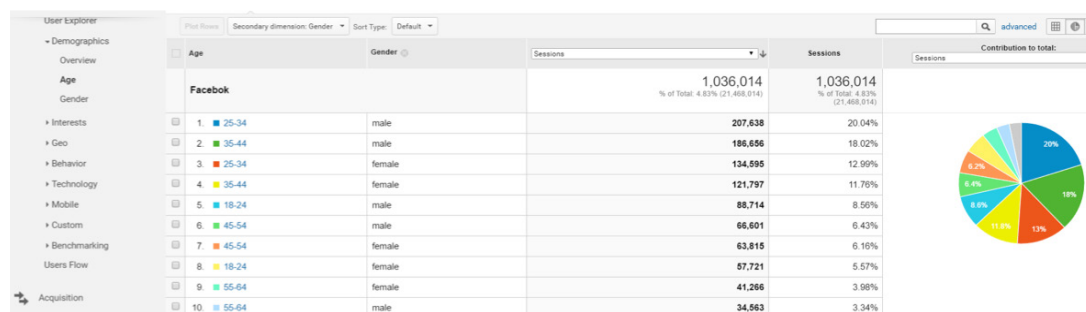 User Explorer
Demographics
Overview
Age
Gender
Interests
Geo
Behavior
Technology
Mobile
Custom
Benchmarking
Users Flow
Acquisition
Plot Rows Secondary dimension: Gender Sort Type: Default advanced
Age Gender Sessions Sessions Contribution to total:
Sessions
Facebok 1,036,014 1,036,014
% of Total: 4.83% (21,468,014) % of Total: 4.83%
(21,468,014)
1. 25-34 male 207,638 20.04%
2. 35-44 male 186,656 18.02%
3. 25-34 female 134,595 12.99%
4. 35-44 female 121,797 11.76%
5. 18-24 male 88,714 8.56%
6. 45-54 male 66,601 6.43%
7. 45-54 female 63,815 6.16%
8. 18-24 female 57,721 5.57%
9. 55-64 female 41,266 3.98%
10. 55-64 male 34,563 3.34%
20%
18%
13%
11.8%
8.6%
6.4%
6.2%